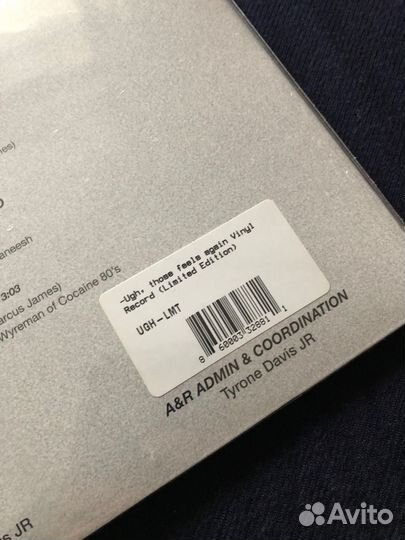 aneesh
3:03
arcus James)
Wyreman of Cocaine 80's
-Ugh, those feels again Vinyl
Record (Limited Edition)
UGH-LMT
8 60003 32881 1
A&R ADMIN & COORDINATION
Tyrone Davis JR
is JR
Avito